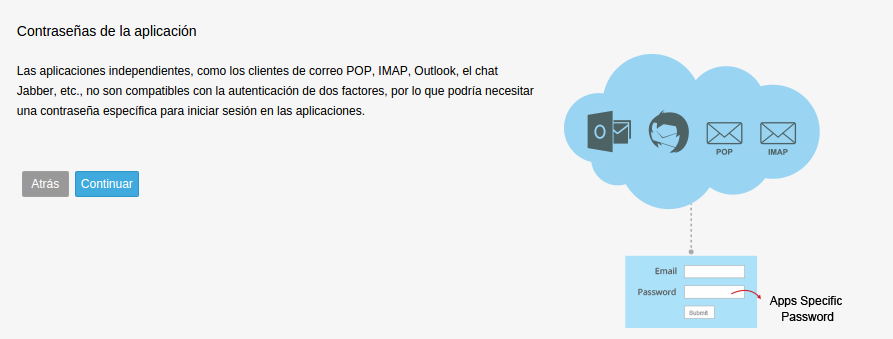 Contraseñas de la aplicación
Las aplicaciones independientes, como los clientes de correo POP, IMAP, Outlook, el chat
Jabber, etc., no son compatibles con la autenticación de dos factores, por lo que podría necesitar
una contraseña específica para iniciar sesión en las aplicaciones.
Atrás Continuar
O
POP IMAP
Email
Password
Submit
Apps Specific
Password